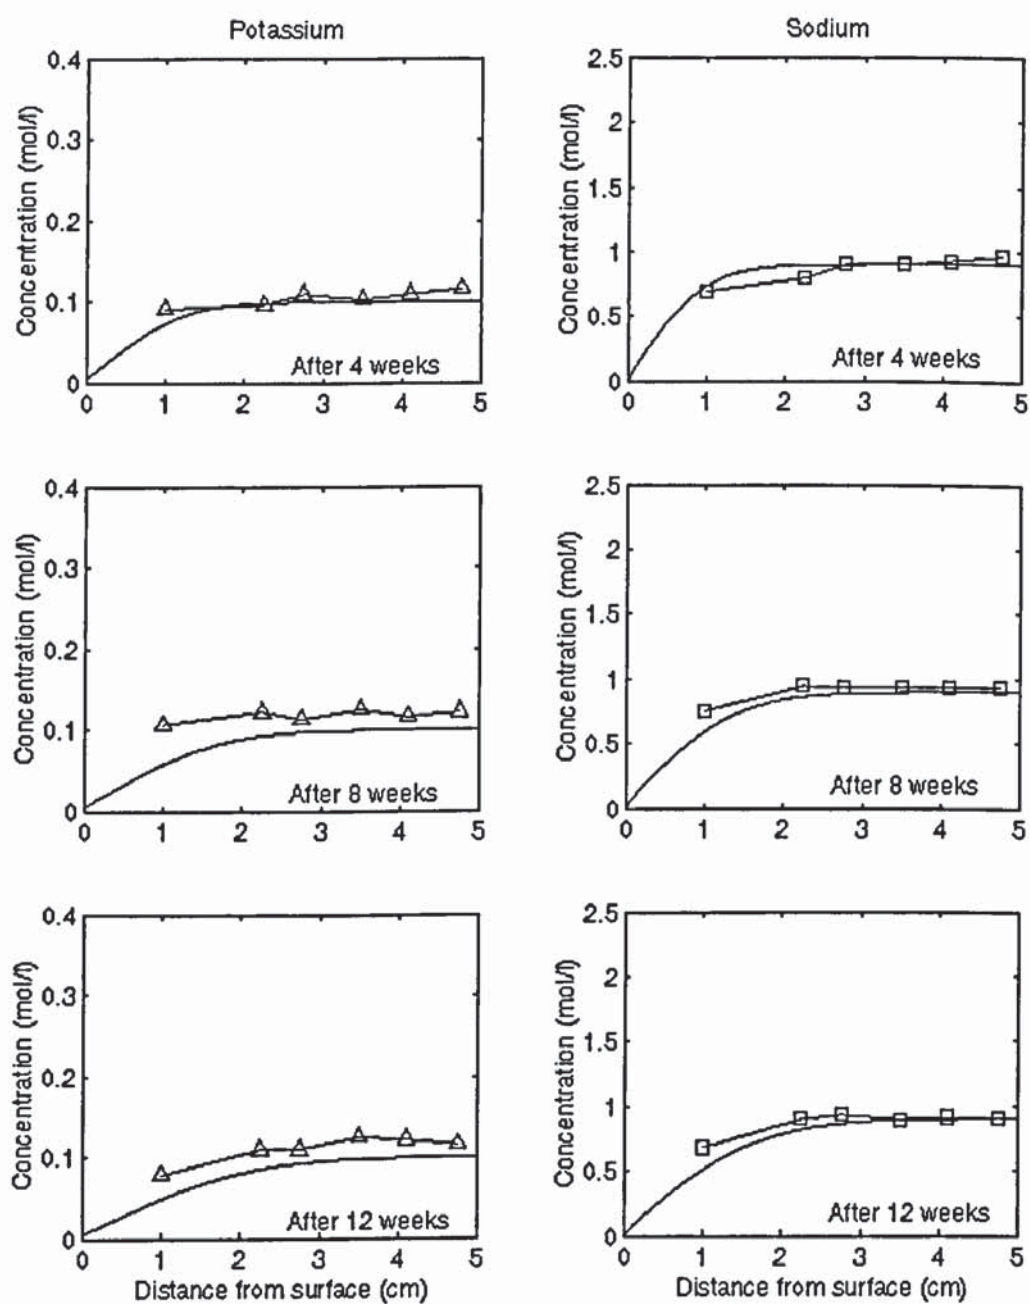 Potassium
Sodium
0.4
0.3
0.2
0.1
0
Concentration (mol/l)
After 4 weeks
0 1 2 3 4 5
2.5
2
1.5
1
0.5
0
Concentration (mol/l)
After 4 weeks
0 1 2 3 4 5
0.4
0.3
0.2
0.1
0
Concentration (mol/l)
After 8 weeks
0 1 2 3 4 5
2.5
2
1.5
1
0.5
0
Concentration (mol/l)
After 8 weeks
0 1 2 3 4 5
0.4
0.3
0.2
0.1
0
Concentration (mol/l)
After 12 weeks
0 1 2 3 4 5
Distance from surface (cm)
2.5
2
1.5
1
0.5
0
Concentration (mol/l)
After 12 weeks
0 1 2 3 4 5
Distance from surface (cm)